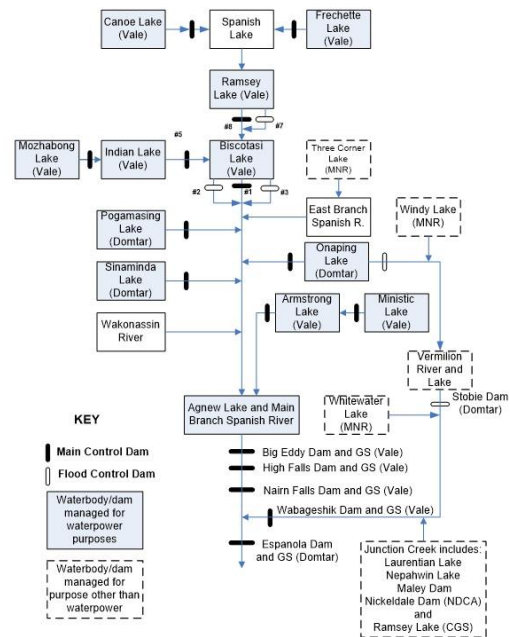 Canoe Lake
(Vale)
Spanish
Lake
Frechette
Lake
(Vale)
Ramsey
Lake (Vale)
#6
#7
#5
Mozhabong
Lake
(Vale)
Indian Lake
(Vale)
Biscotasi
Lake
(Vale)
#2
#1
#3
Three Corner
Lake
(MNR)
East Branch
Spanish R.
Windy Lake
(MNR)
Pogamasing
Lake
(Domtar)
Onaping
Lake
(Domtar)
Sinaminda
Lake
(Domtar)
Armstrong
Lake
(Vale)
Ministic
Lake
(Vale)
Wakonassin
River
Vermilion
River and
Lake
Stobie Dam
(Domtar)
Whitewater
Lake
(MNR)
Agnew Lake and Main
Branch Spanish River
KEY
Main Control Dam
Flood Control Dam
Waterbody/dam
managed for
waterpower
purposes
Waterbody/dam
managed for
purpose other than
waterpower
Big Eddy Dam and GS (Vale)
High Falls Dam and GS (Vale)
Nairn Falls Dam and GS (Vale)
Wabageshik Dam and GS (Vale)
Espanola Dam
and GS (Domtar)
Junction Creek includes:
Laurentian Lake
Nepahwin Lake
Maley Dam
Nickeldale Dam (NDCA)
and
Ramsey Lake (CGS)